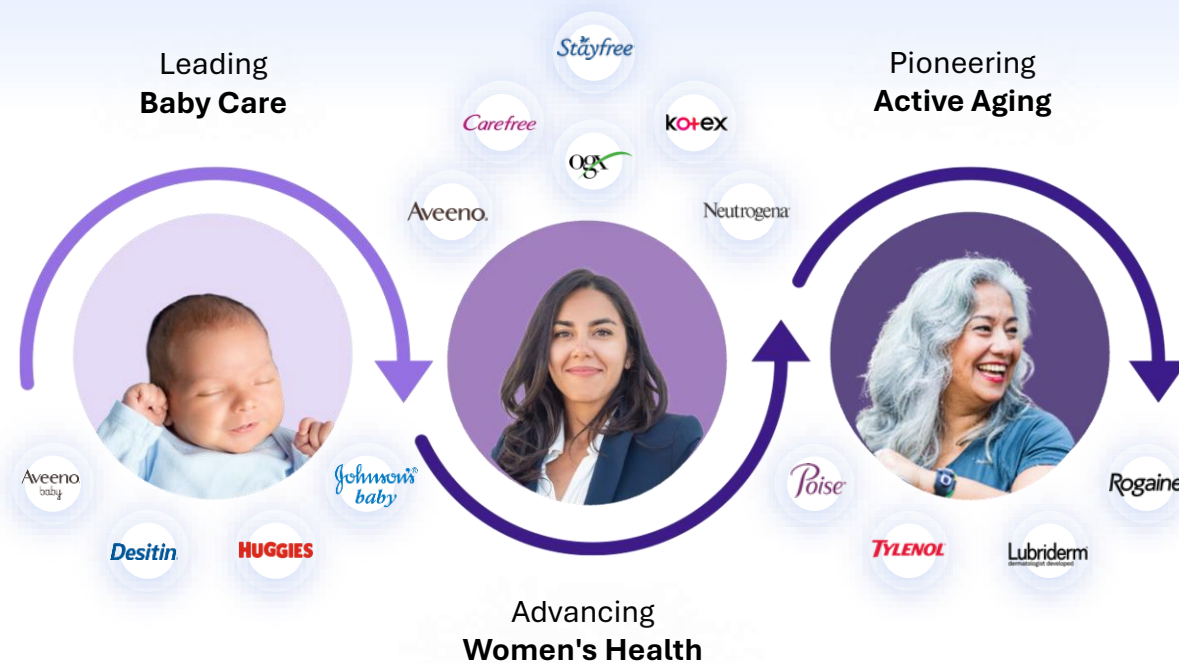 Leading
Baby Care
Aveeno
baby
Desitin
HUGGIES
Johnson's
baby
Stayfree
Carefree
kotex
ogx
Aveeno
Neutrogena
Advancing
Women's Health
Pioneering
Active Aging
Poise
TYLENOL
Lubriderm
dermatologist developed
Rogaine